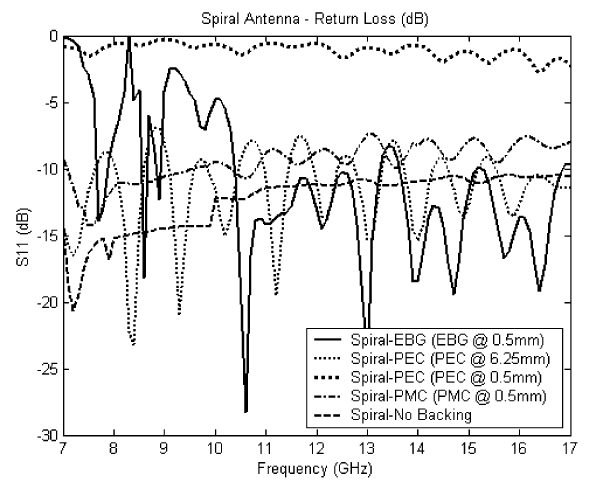 Spiral Antenna - Return Loss (dB)
0
-5
-10
-15
-20
-25
-30
S11 (dB)
Spiral-EBG (EBG @ 0.5mm)
Spiral-PEC (PEC @ 6.25mm)
Spiral-PEC (PEC @ 0.5mm)
Spiral-PMC (PMC @ 0.5mm)
Spiral-No Backing
7 8 9 10 11 12 13 14 15 16 17
Frequency (GHz)